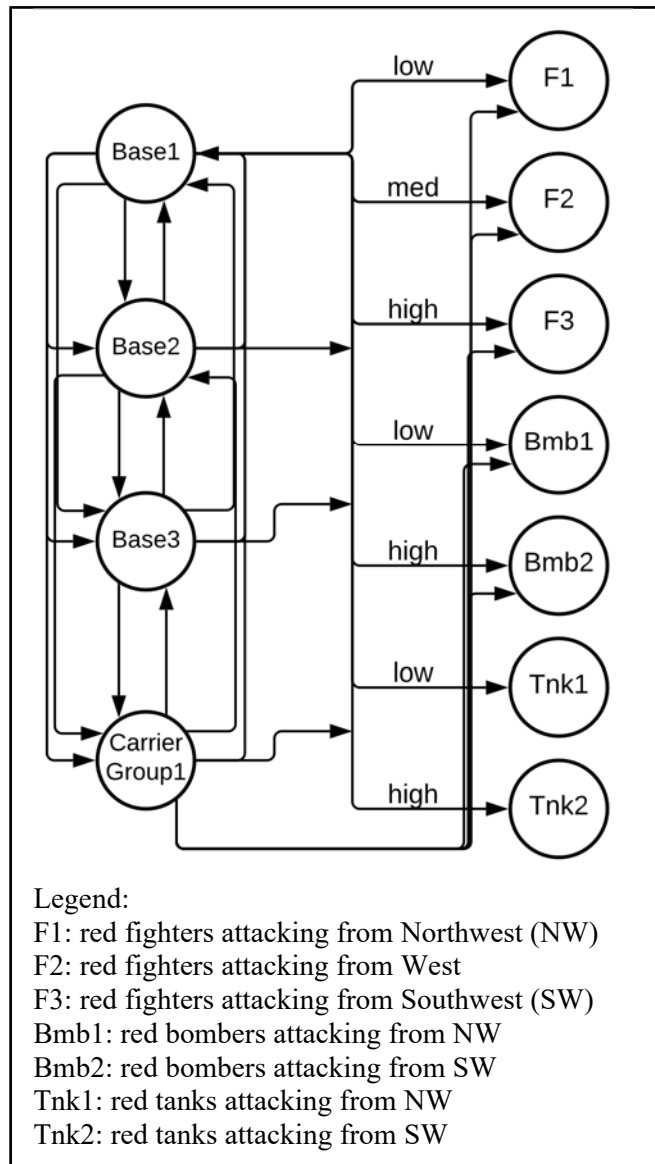 low
F1
Base1
med
F2
high
F3
Base2
low
Bmb1
Base3
high
Bmb2
low
Tnk1
Carrier
Group1
high
Tnk2
Legend:
F1: red fighters attacking from Northwest (NW)
F2: red fighters attacking from West
F3: red fighters attacking from Southwest (SW)
Bmb1: red bombers attacking from NW
Bmb2: red bombers attacking from SW
Tnk1: red tanks attacking from NW
Tnk2: red tanks attacking from SW